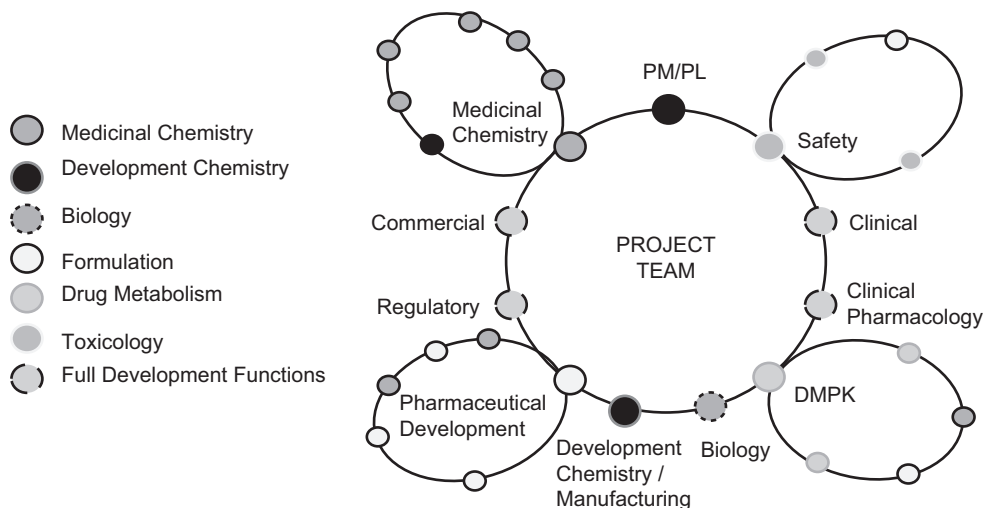 Medicinal Chemistry
Development Chemistry
Biology
Formulation
Drug Metabolism
Toxicology
Full Development Functions
PM/PL
Medicinal
Chemistry
Safety
Commercial
Clinical
PROJECT
TEAM
Regulatory
Clinical
Pharmacology
Pharmaceutical
Development
DMPK
Development
Chemistry /
Manufacturing
Biology